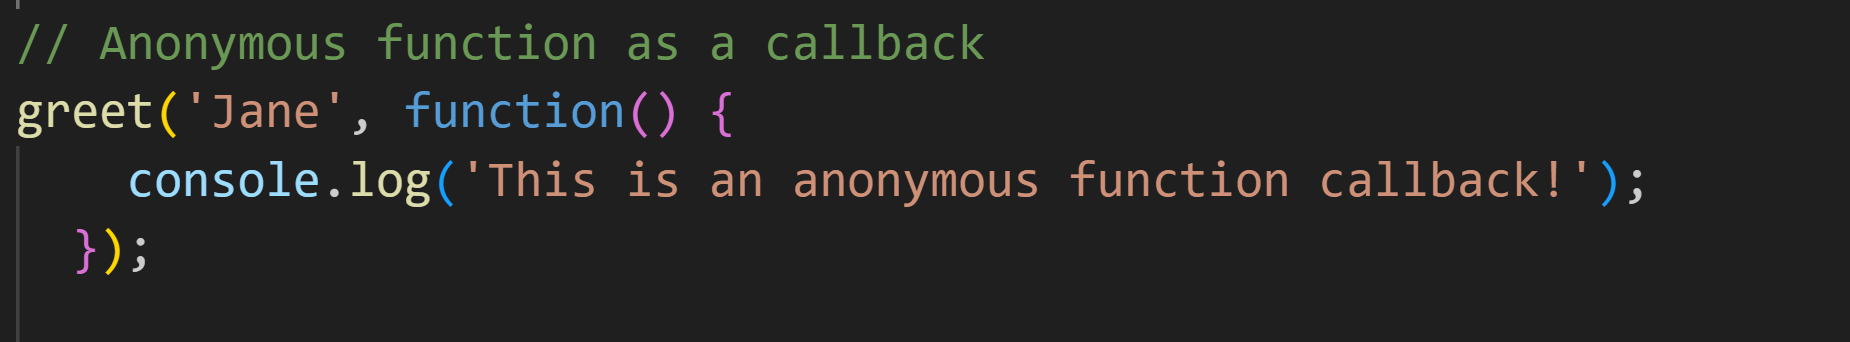 // Anonymous function as a callback
greet('Jane', function() {
    console.log('This is an anonymous function callback!');
  });